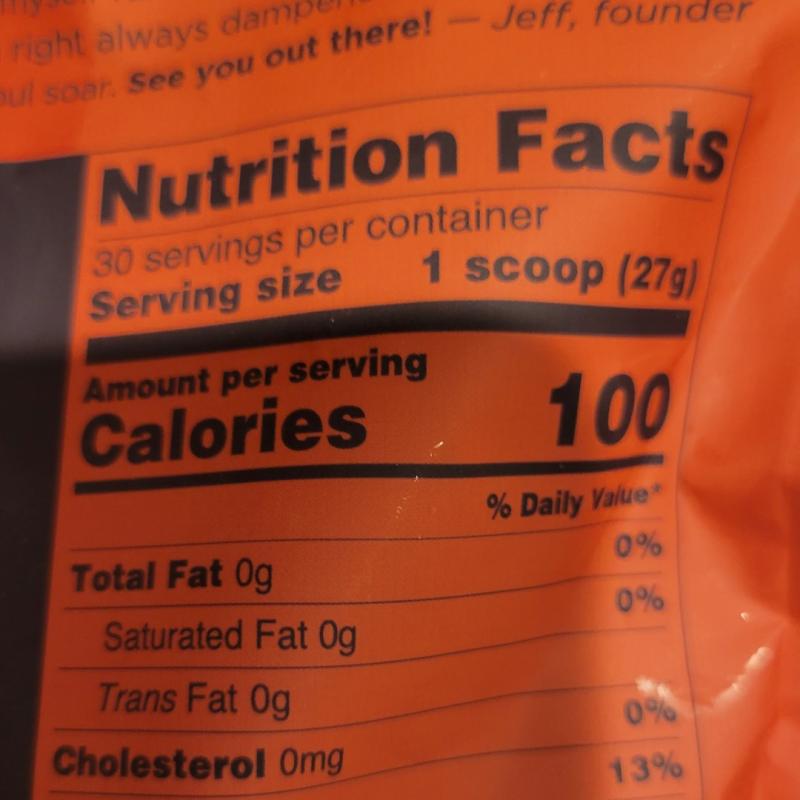 right always
soar. See you out there! — Jeff, founder
Nutrition Facts
30 servings per container
Serving size 1 scoop (27g)
Amount per serving
Calories 100
% Daily Value*
Total Fat 0g 0%
Saturated Fat 0g 0%
Trans Fat 0g
Cholesterol 0mg 0%
13%